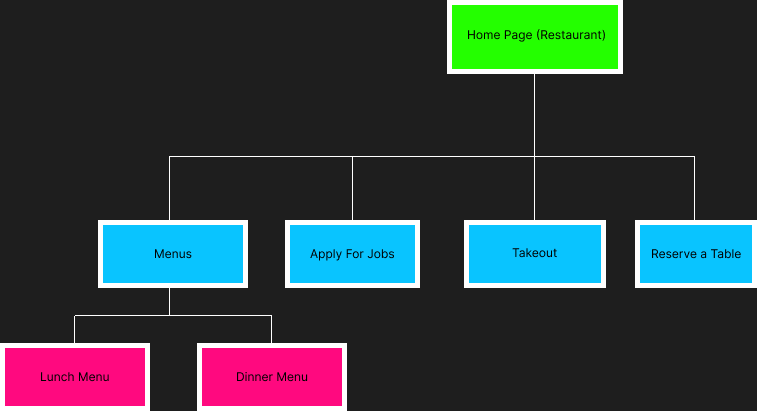 Home Page (Restaurant)
Menus
Apply For Jobs
Takeout
Reserve a Table
Lunch Menu
Dinner Menu